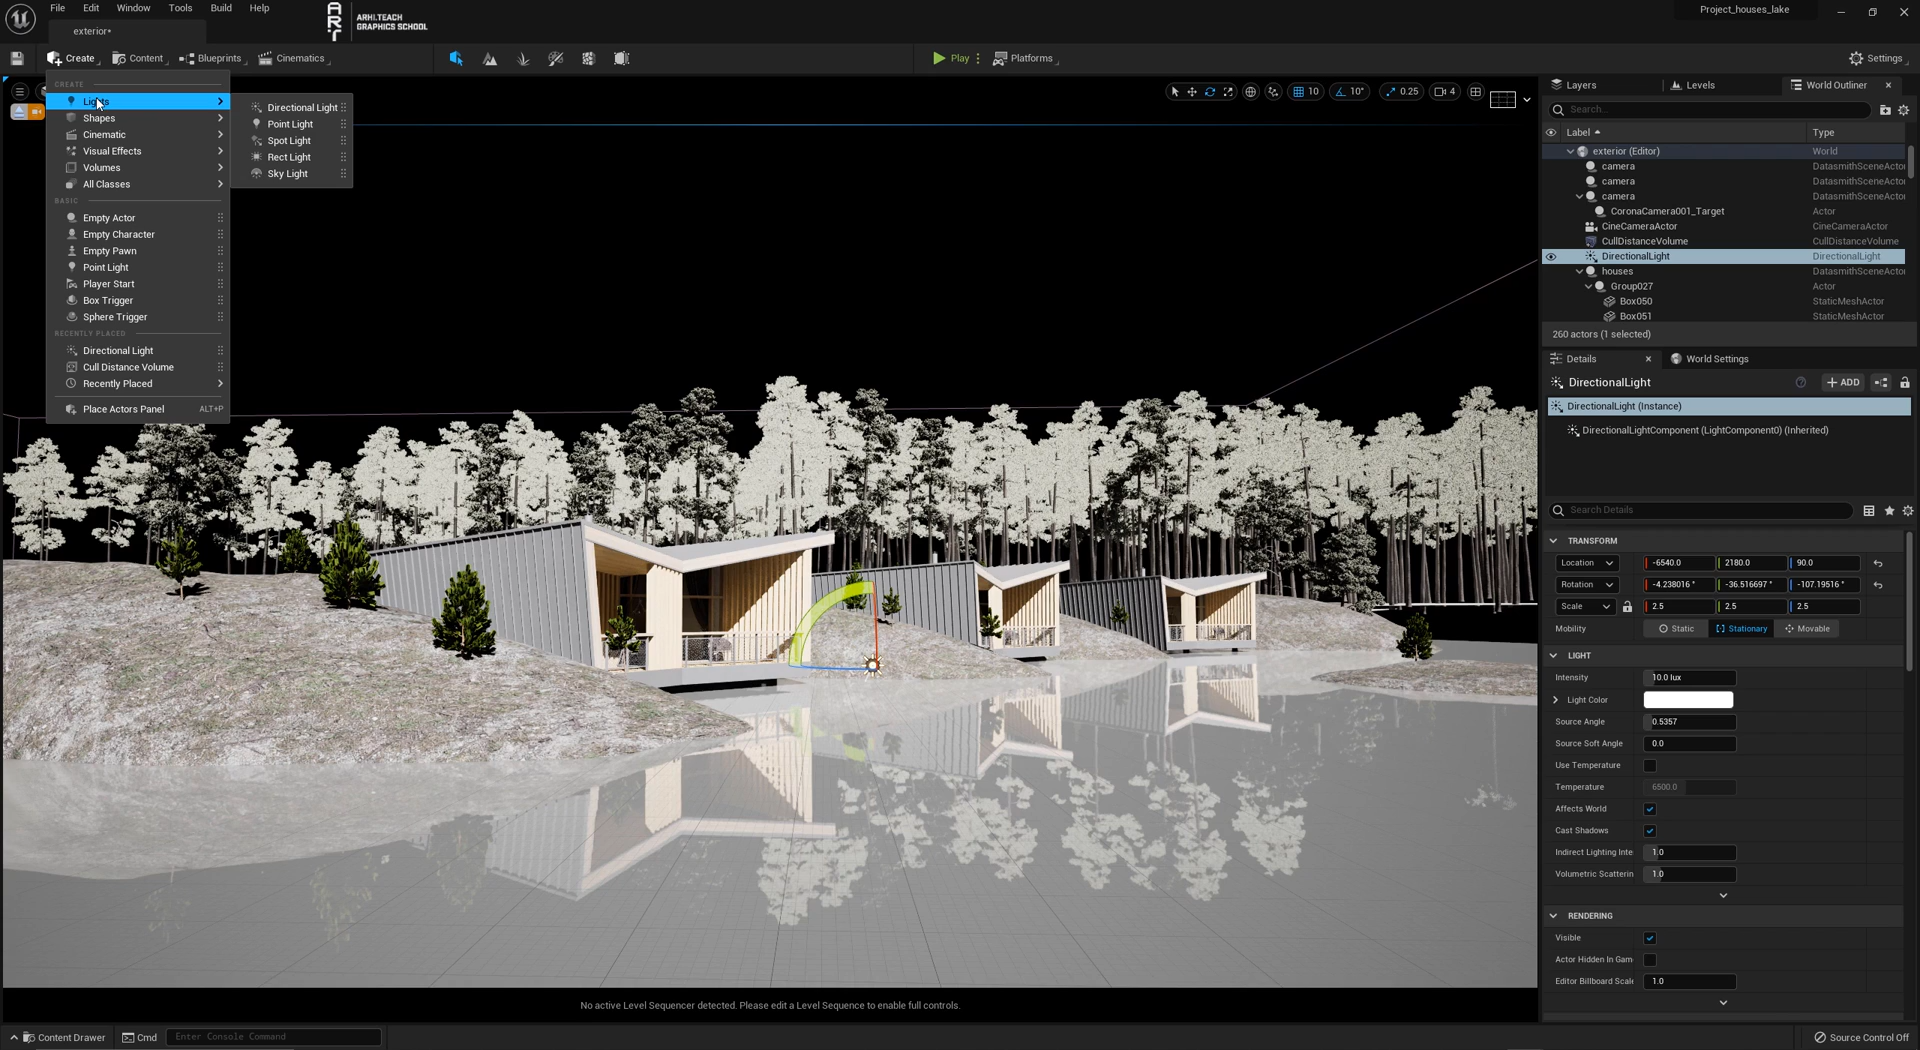 File Edit Window Tools Build Help
ART
ARHI.TEACH
GRAPHICS SCHOOL
Project_houses_lake
exterior*
Create Content Blueprints Cinematics Play Platforms Settings
CREATE
Lights
Shapes
Cinematic
Visual Effects
Volumes
All Classes
BASIC
Empty Actor
Empty Character
Empty Pawn
Point Light
Player Start
Box Trigger
Sphere Trigger
RECENTLY PLACED
Directional Light
Cull Distance Volume
Recently Placed
Place Actors Panel ALT+P
Directional Light
Point Light
Spot Light
Rect Light
Sky Light
10 10° 0.25 4
Layers Levels World Outliner
Search...
Label Type
exterior (Editor) World
camera DatasmithSceneActor
camera DatasmithSceneActor
camera DatasmithSceneActor
CoronaCamera001_Target Actor
CineCameraActor CineCameraActor
CullDistanceVolume CullDistanceVolume
DirectionalLight DirectionalLight
houses DatasmithSceneActor
Group027 Actor
Box050 StaticMeshActor
Box051 StaticMeshActor
260 actors (1 selected)
Details World Settings
DirectionalLight + ADD
DirectionalLight (Instance)
DirectionalLightComponent (LightComponent0) (Inherited)
Search Details
TRANSFORM
Location -6540.0 2180.0 90.0
Rotation -4.238016 ° -36.516697 ° -107.19516 °
Scale 2.5 2.5 2.5
Mobility Static Stationary Movable
LIGHT
Intensity 10.0 lux
Light Color
Source Angle 0.5357
Source Soft Angle 0.0
Use Temperature
Temperature 6500.0
Affects World
Cast Shadows
Indirect Lighting Inte 1.0
Volumetric Scatterin 1.0
RENDERING
Visible
Actor Hidden In Gam
Editor Billboard Scale 1.0
No active Level Sequencer detected. Please edit a Level Sequence to enable full controls.
Content Drawer Cmd Enter Console Command Source Control Off